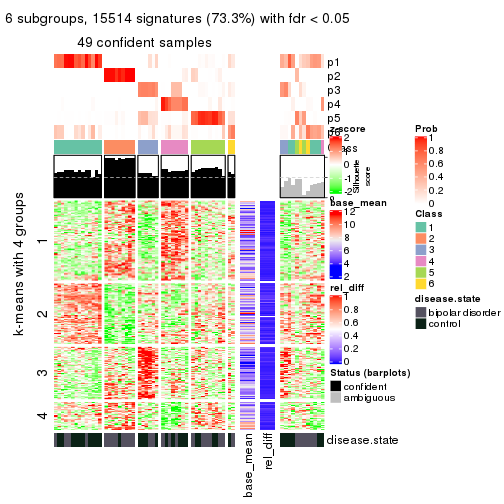 6 subgroups, 15514 signatures (73.3%) with fdr < 0.05
49 confident samples
p1
p2
p3
p4
p5
p6
Class
Silhouette
score
k-means with 4 groups
1
2
3
4
disease.state
base_mean
rel_diff
z-score
2
1
0
-1
-2
base_mean
12
10
8
6
4
2
rel_diff
1
0.8
0.6
0.4
0.2
0
Status (barplots)
confident
ambiguous
Prob
1
0.8
0.6
0.4
0.2
0
Class
1
2
3
4
5
6
disease.state
bipolar disorder
control